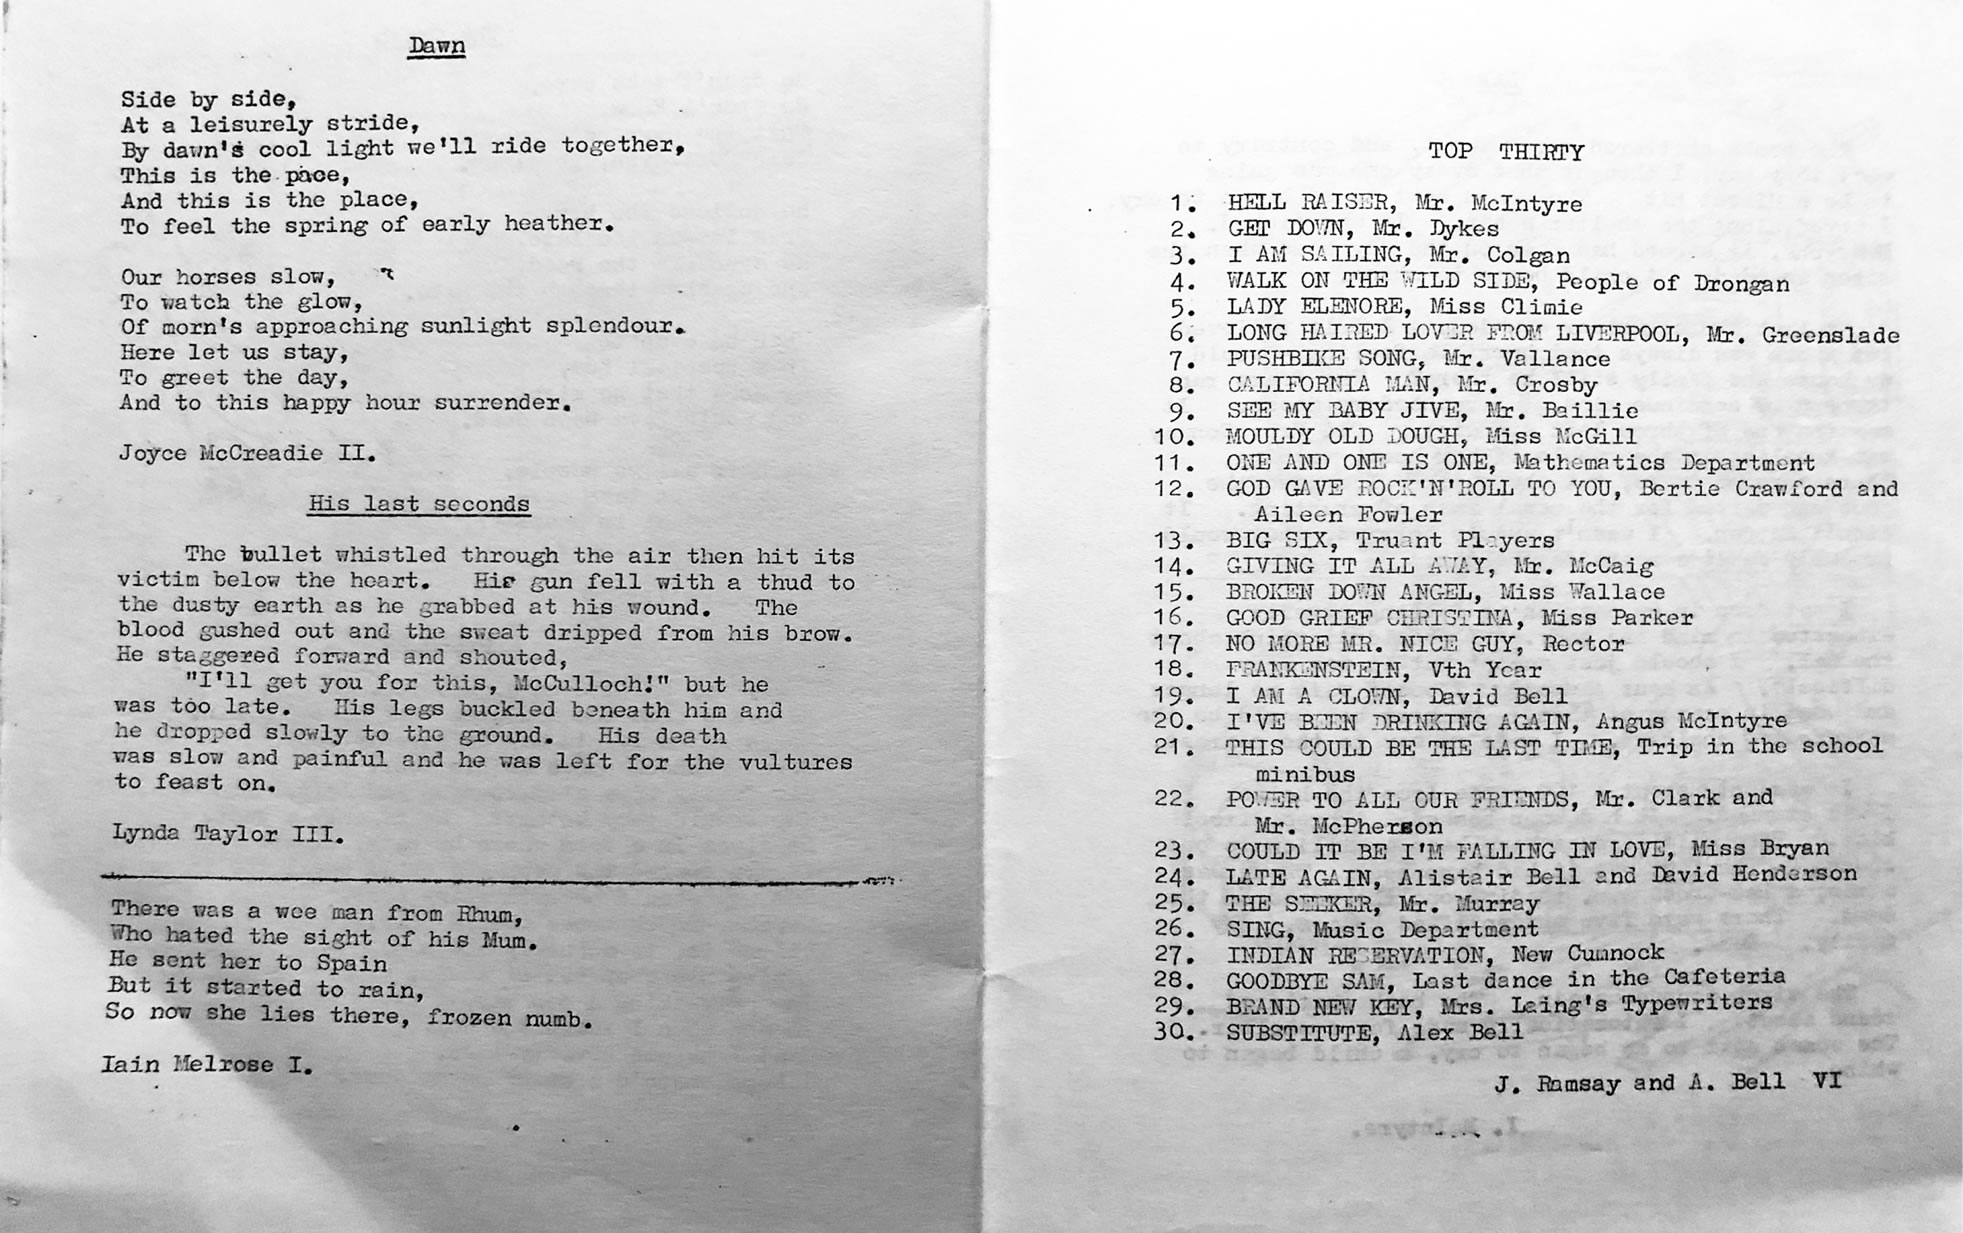 Dawn
Side by side,
At a leisurely stride,
By dawn's cool light we'll ride together,
This is the pace,
And this is the place,
To feel the spring of early heather.
Our horses slow,
To watch the glow,
Of morn's approaching sunlight splendour.
Here let us stay,
To greet the day,
And to this happy hour surrender.
Joyce McCreadie II.
His last seconds
The bullet whistled through the air then hit its
victim below the heart. His gun fell with a thud to
the dusty earth as he grabbed at his wound. The
blood gushed out and the sweat dripped from his brow.
He staggered forward and shouted,
"I'll get you for this, McCulloch!" but he
was too late. His legs buckled beneath him and
he dropped slowly to the ground. His death
was slow and painful and he was left for the vultures
to feast on.
Lynda Taylor III.
There was a wee man from Rhum,
Who hated the sight of his Mum.
He sent her to Spain
But it started to rain,
So now she lies there, frozen numb.
Iain Melrose I.
TOP THIRTY
1. HELL RAISER, Mr. McIntyre
2. GET DOWN, Mr. Dykes
3. I AM SAILING, Mr. Colgan
4. WALK ON THE WILD SIDE, People of Drongan
5. LADY ELENORE, Miss Climie
6. LONG HAIRED LOVER FROM LIVERPOOL, Mr. Greenslade
7. PUSHBIKE SONG, Mr. Vallance
8. CALIFORNIA MAN, Mr. Crosby
9. SEE MY BABY JIVE, Mr. Baillie
10. MOULDY OLD DOUGH, Miss McGill
11. ONE AND ONE IS ONE, Mathematics Department
12. GOD GAVE ROCK'N'ROLL TO YOU, Bertie Crawford and
Aileen Fowler
13. BIG SIX, Truant Players
14. GIVING IT ALL AWAY, Mr. McCaig
15. BROKEN DOWN ANGEL, Miss Wallace
16. GOOD GRIEF CHRISTINA, Miss Parker
17. NO MORE MR. NICE GUY, Rector
18. FRANKENSTEIN, Vth Year
19. I AM A CLOWN, David Bell
20. I'VE BEEN DRINKING AGAIN, Angus McIntyre
21. THIS COULD BE THE LAST TIME, Trip in the school
minibus
22. POWER TO ALL OUR FRIENDS, Mr. Clark and
Mr. McPherson
23. COULD IT BE I'M FALLING IN LOVE, Miss Bryan
24. LATE AGAIN, Alistair Bell and David Henderson
25. THE SEEKER, Mr. Murray
26. SING, Music Department
27. INDIAN RESERVATION, New Cumnock
28. GOODBYE SAM, Last dance in the Cafeteria
29. BRAND NEW KEY, Mrs. Laing's Typewriters
30. SUBSTITUTE, Alex Bell
J. Ramsay and A. Bell VI